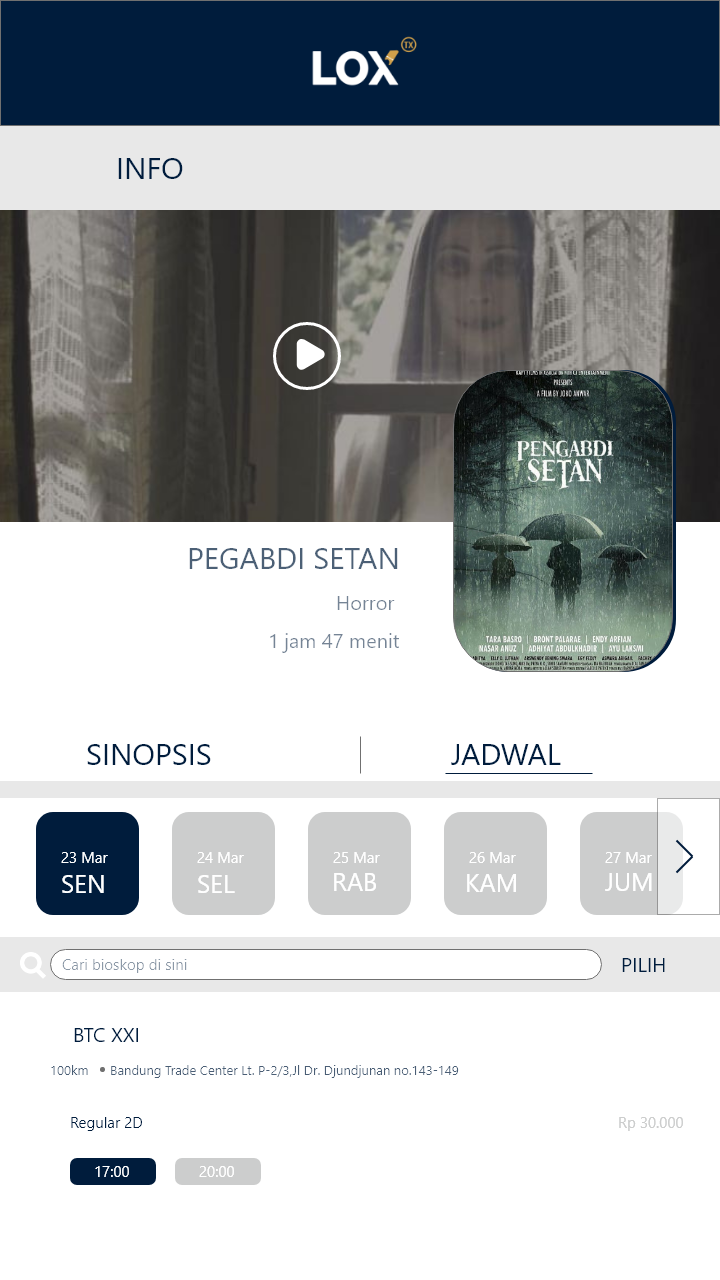 LOX TX
INFO
PRESENTS
A FILM BY JOKO ANWAR
PENGABDI
SETAN
PEGABDI SETAN
Horror
1 jam 47 menit
TARA BASRO | BRONT PALARAE | ENDY ARFIAN
NASAR ANUZ | ADHIYAT ABDULKHADIR | AYU LAKSMI
SINOPSIS
JADWAL
23 Mar
SEN
24 Mar
SEL
25 Mar
RAB
26 Mar
KAM
27 Mar
JUM
Cari bioskop di sini
PILIH
BTC XXI
100km • Bandung Trade Center Lt. P-2/3,Jl Dr. Djundjunan no.143-149
Regular 2D
Rp 30.000
17:00
20:00